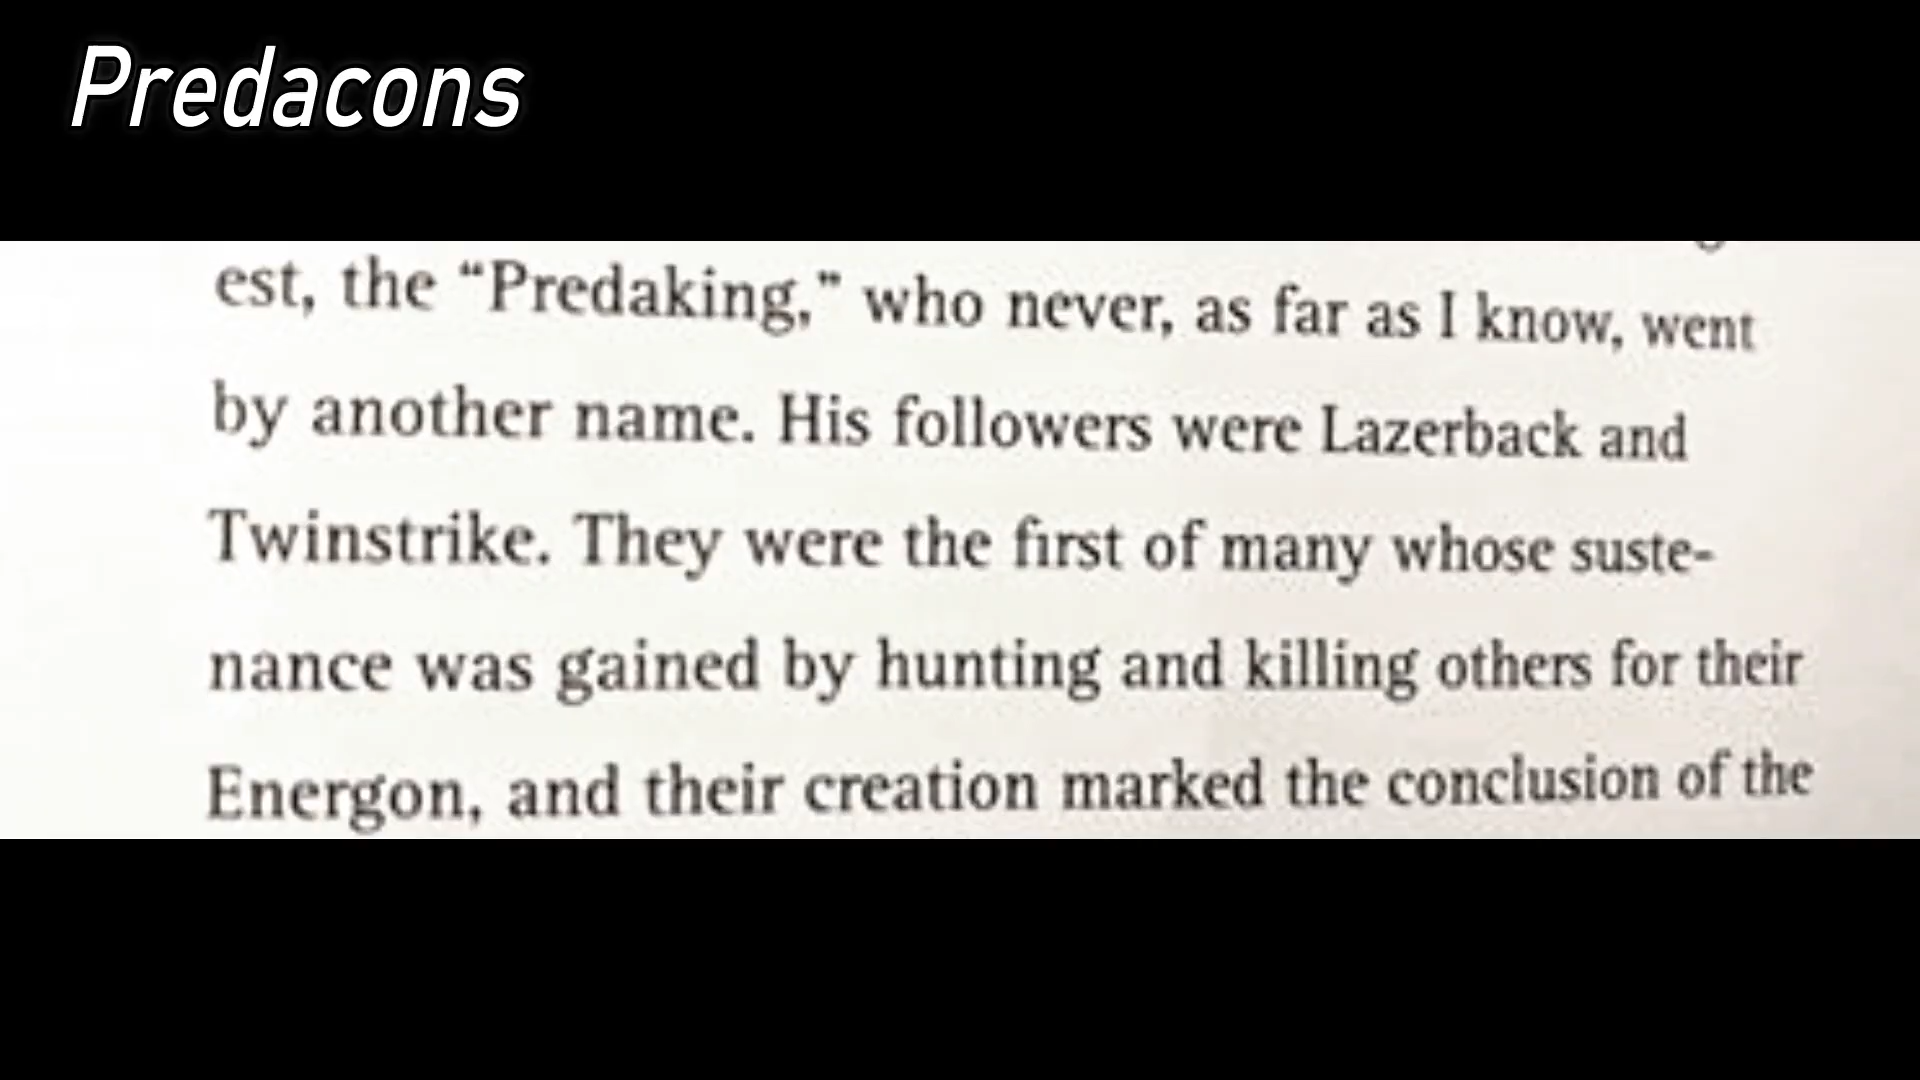 Predacons
est, the “Predaking,” who never, as far as I know, went
by another name. His followers were Lazerback and
Twinstrike. They were the first of many whose suste-
nance was gained by hunting and killing others for their
Energon, and their creation marked the conclusion of the